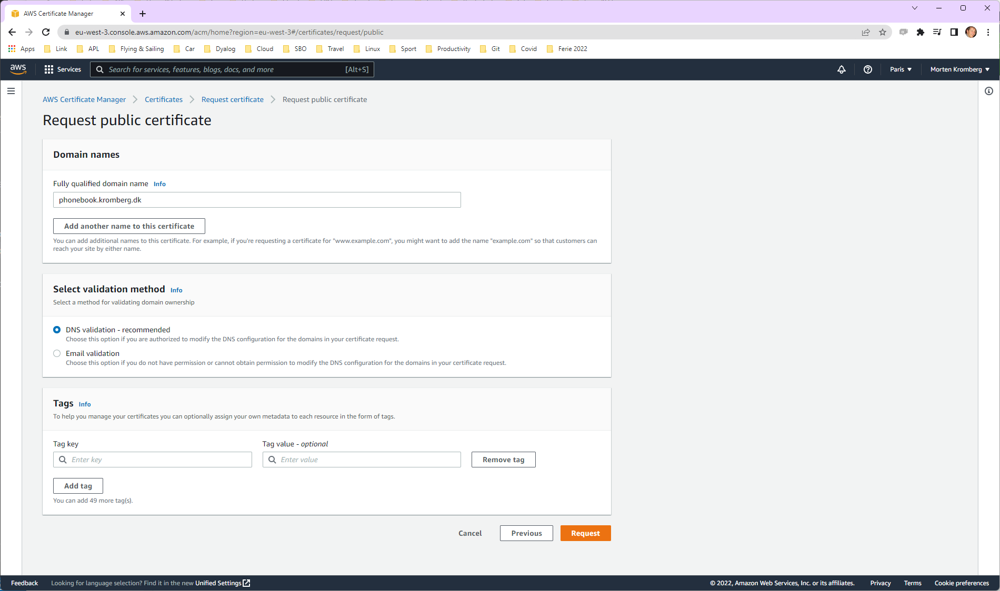 AWS Certificate Manager
eu-west-3.console.aws.amazon.com/acm/home?region=eu-west-3#/certificates/request/public
Apps Link APL Flying & Sailing Car Dyalog Cloud SBO Travel Linux Sport Productivity Git Covid Ferie 2022
aws Services Search for services, features, blogs, docs, and more [Alt+S] Paris Morten Kromberg
AWS Certificate Manager Certificates Request certificate Request public certificate
Request public certificate
Domain names
Fully qualified domain name Info
phonebook.kromberg.dk
Add another name to this certificate
You can add additional names to this certificate. For example, if you're requesting a certificate for "www.example.com", you might want to add the name "example.com" so that customers can
reach your site by either name.
Select validation method Info
Select a method for validating domain ownership
DNS validation - recommended
Choose this option if you are authorized to modify the DNS configuration for the domains in your certificate request.
Email validation
Choose this option if you do not have permission or cannot obtain permission to modify the DNS configuration for the domains in your certificate request.
Tags Info
To help you manage your certificates you can optionally assign your own metadata to each resource in the form of tags.
Tag key Tag value - optional
Enter key Enter value Remove tag
Add tag
You can add 49 more tag(s).
Cancel Previous Request
Feedback Looking for language selection? Find it in the new Unified Settings © 2022, Amazon Web Services, Inc. or its affiliates. Privacy Terms Cookie preferences